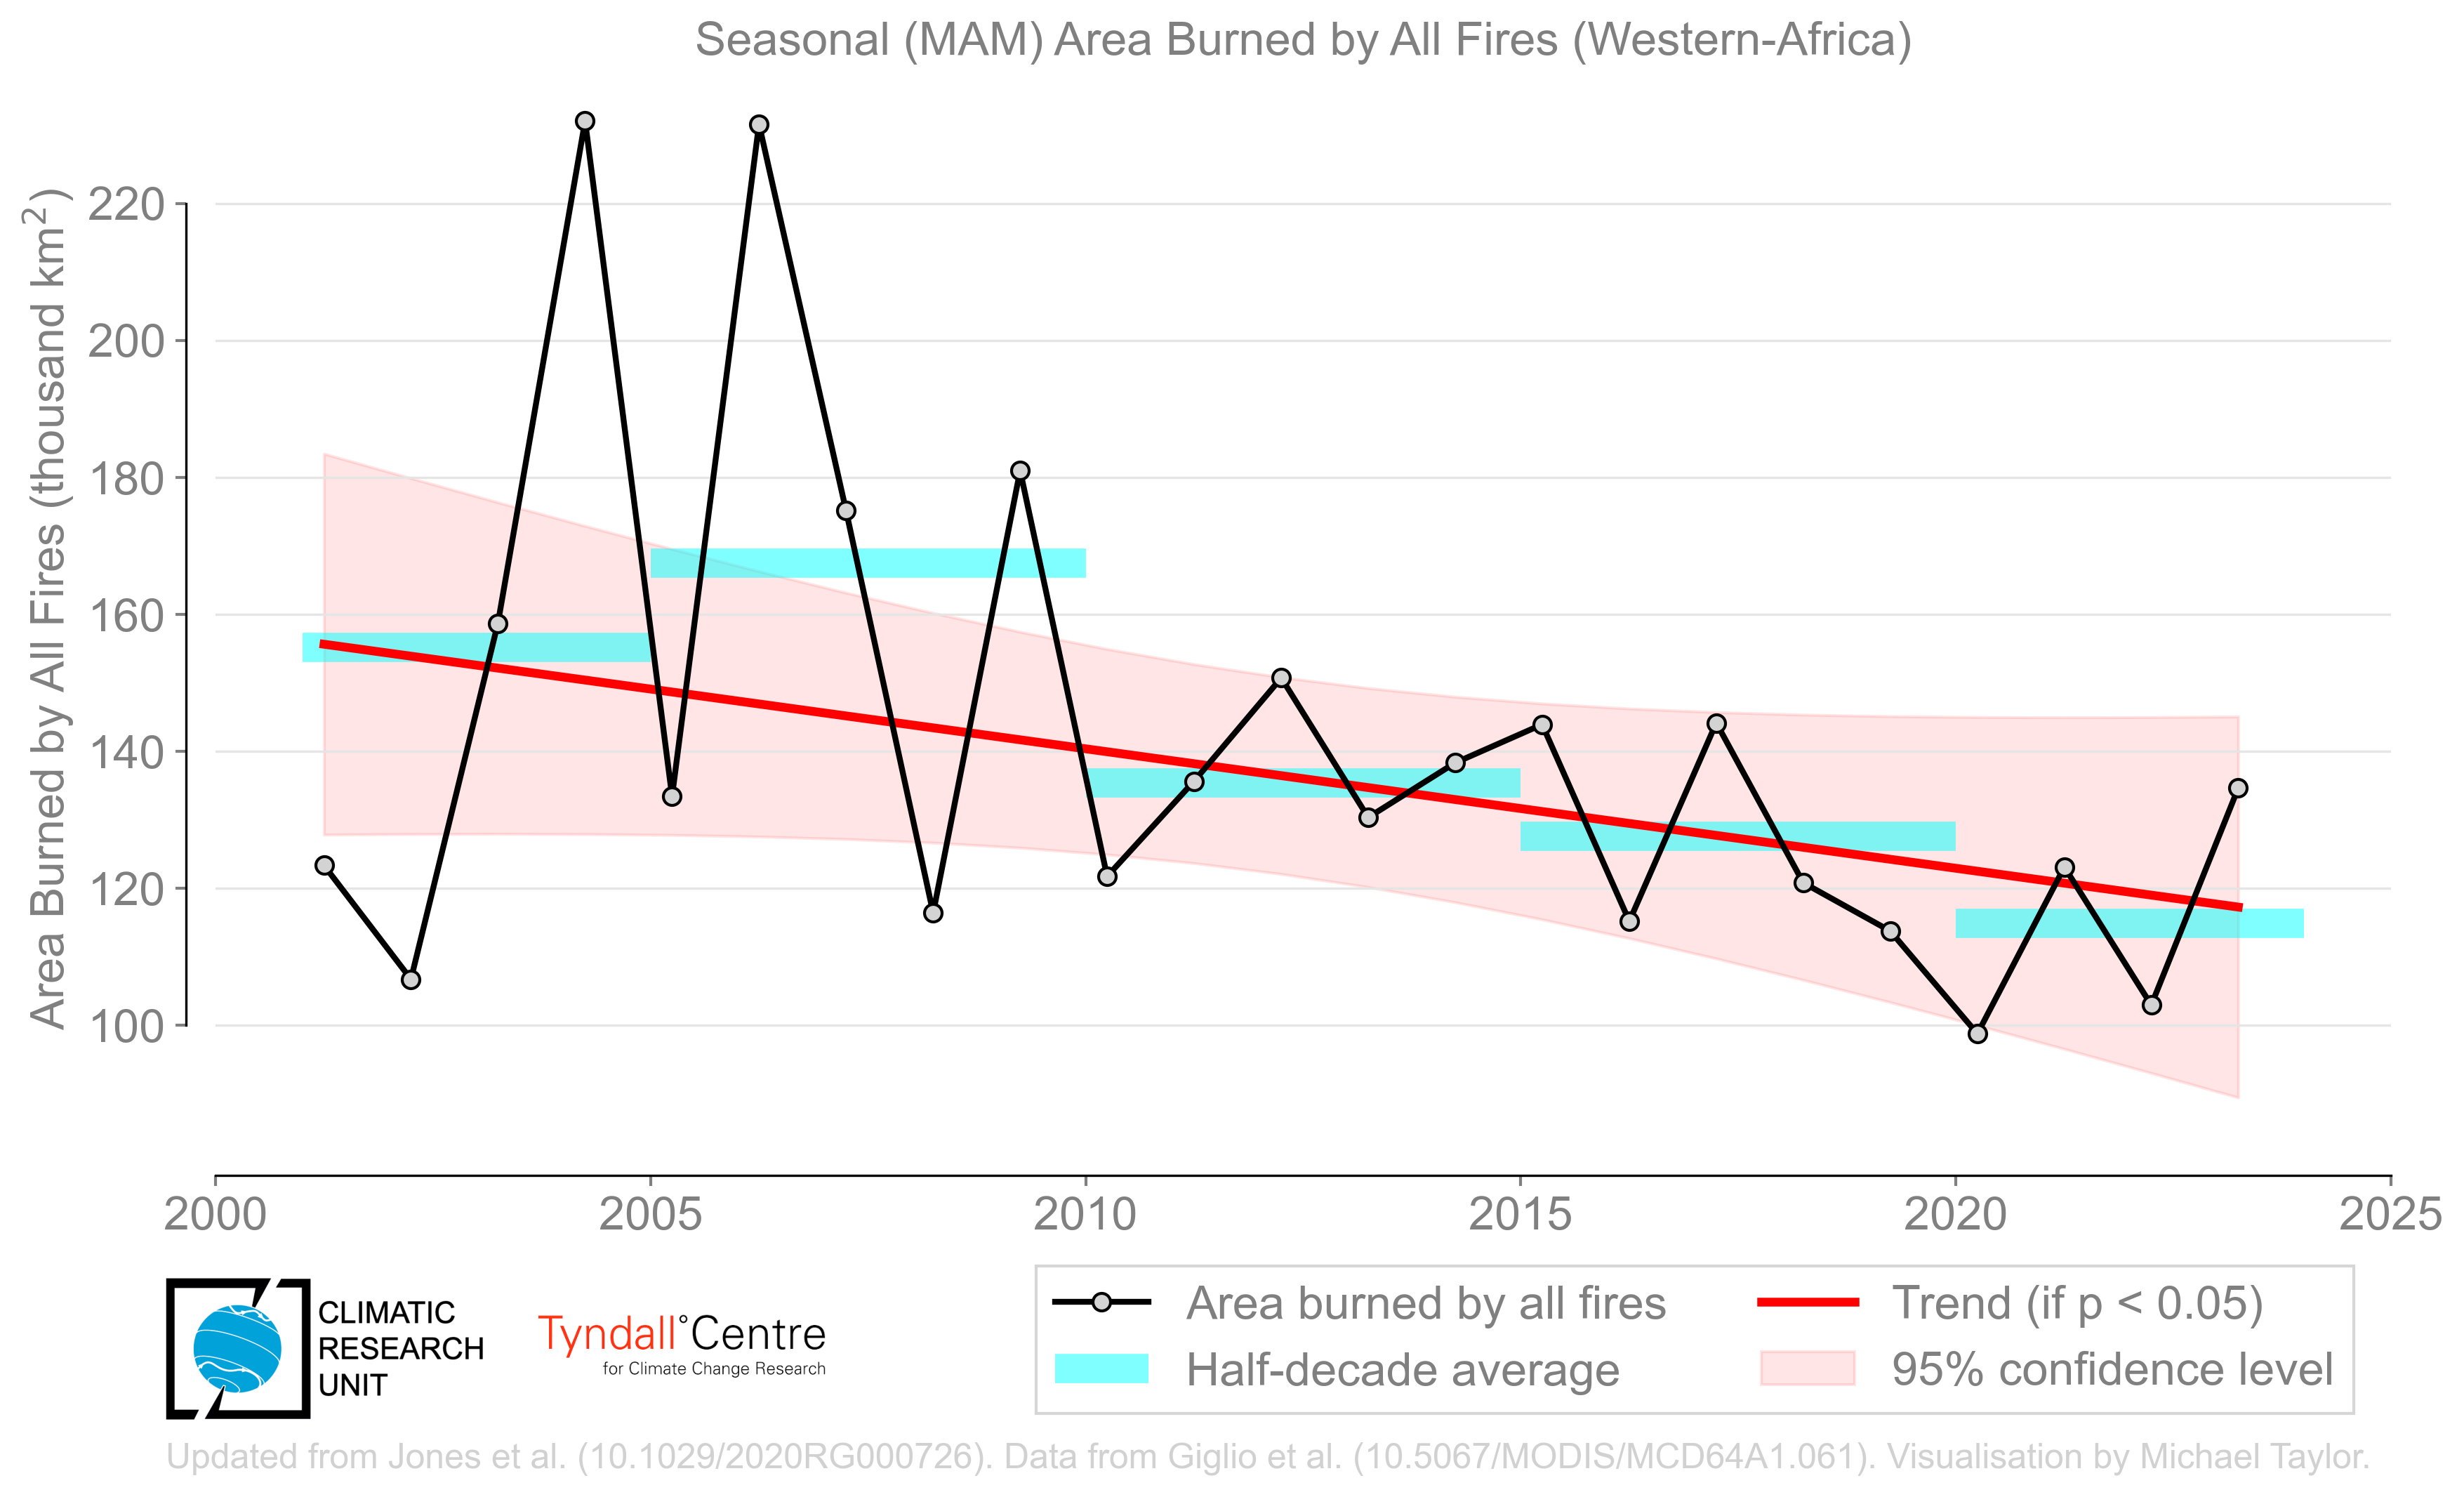 Seasonal (MAM) Area Burned by All Fires (Western-Africa)
Area Burned by All Fires (thousand km²)
220
200
180
160
140
120
100
2000
2005
2010
2015
2020
2025
CLIMATIC
RESEARCH
UNIT
Tyndall°Centre
for Climate Change Research
Area burned by all fires
Half-decade average
Trend (if p < 0.05)
95% confidence level
Updated from Jones et al. (10.1029/2020RG000726). Data from Giglio et al. (10.5067/MODIS/MCD64A1.061). Visualisation by Michael Taylor.